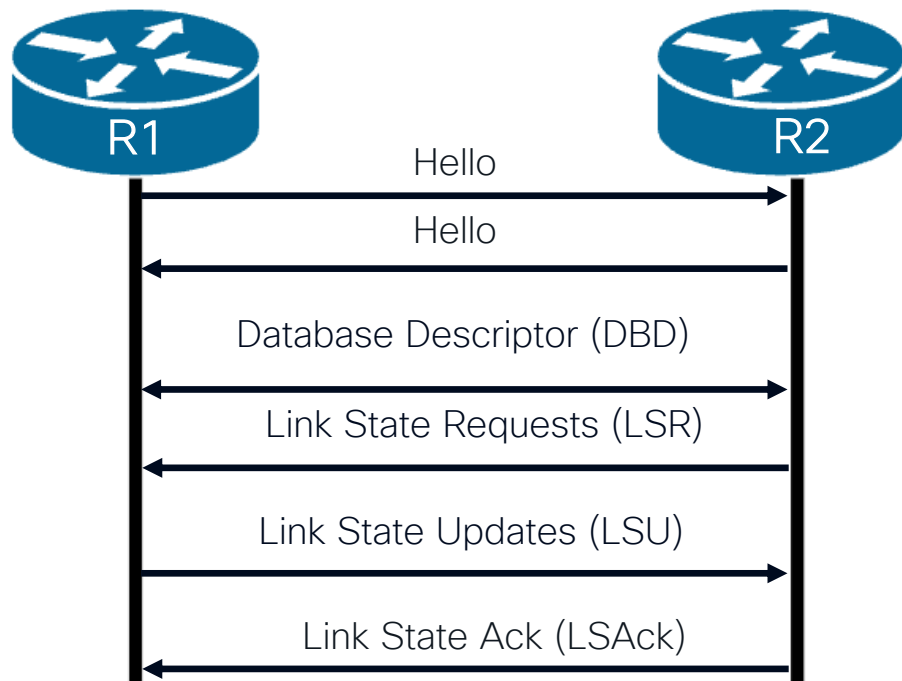 R1
R2
Hello
Hello
Database Descriptor (DBD)
Link State Requests (LSR)
Link State Updates (LSU)
Link State Ack (LSAck)